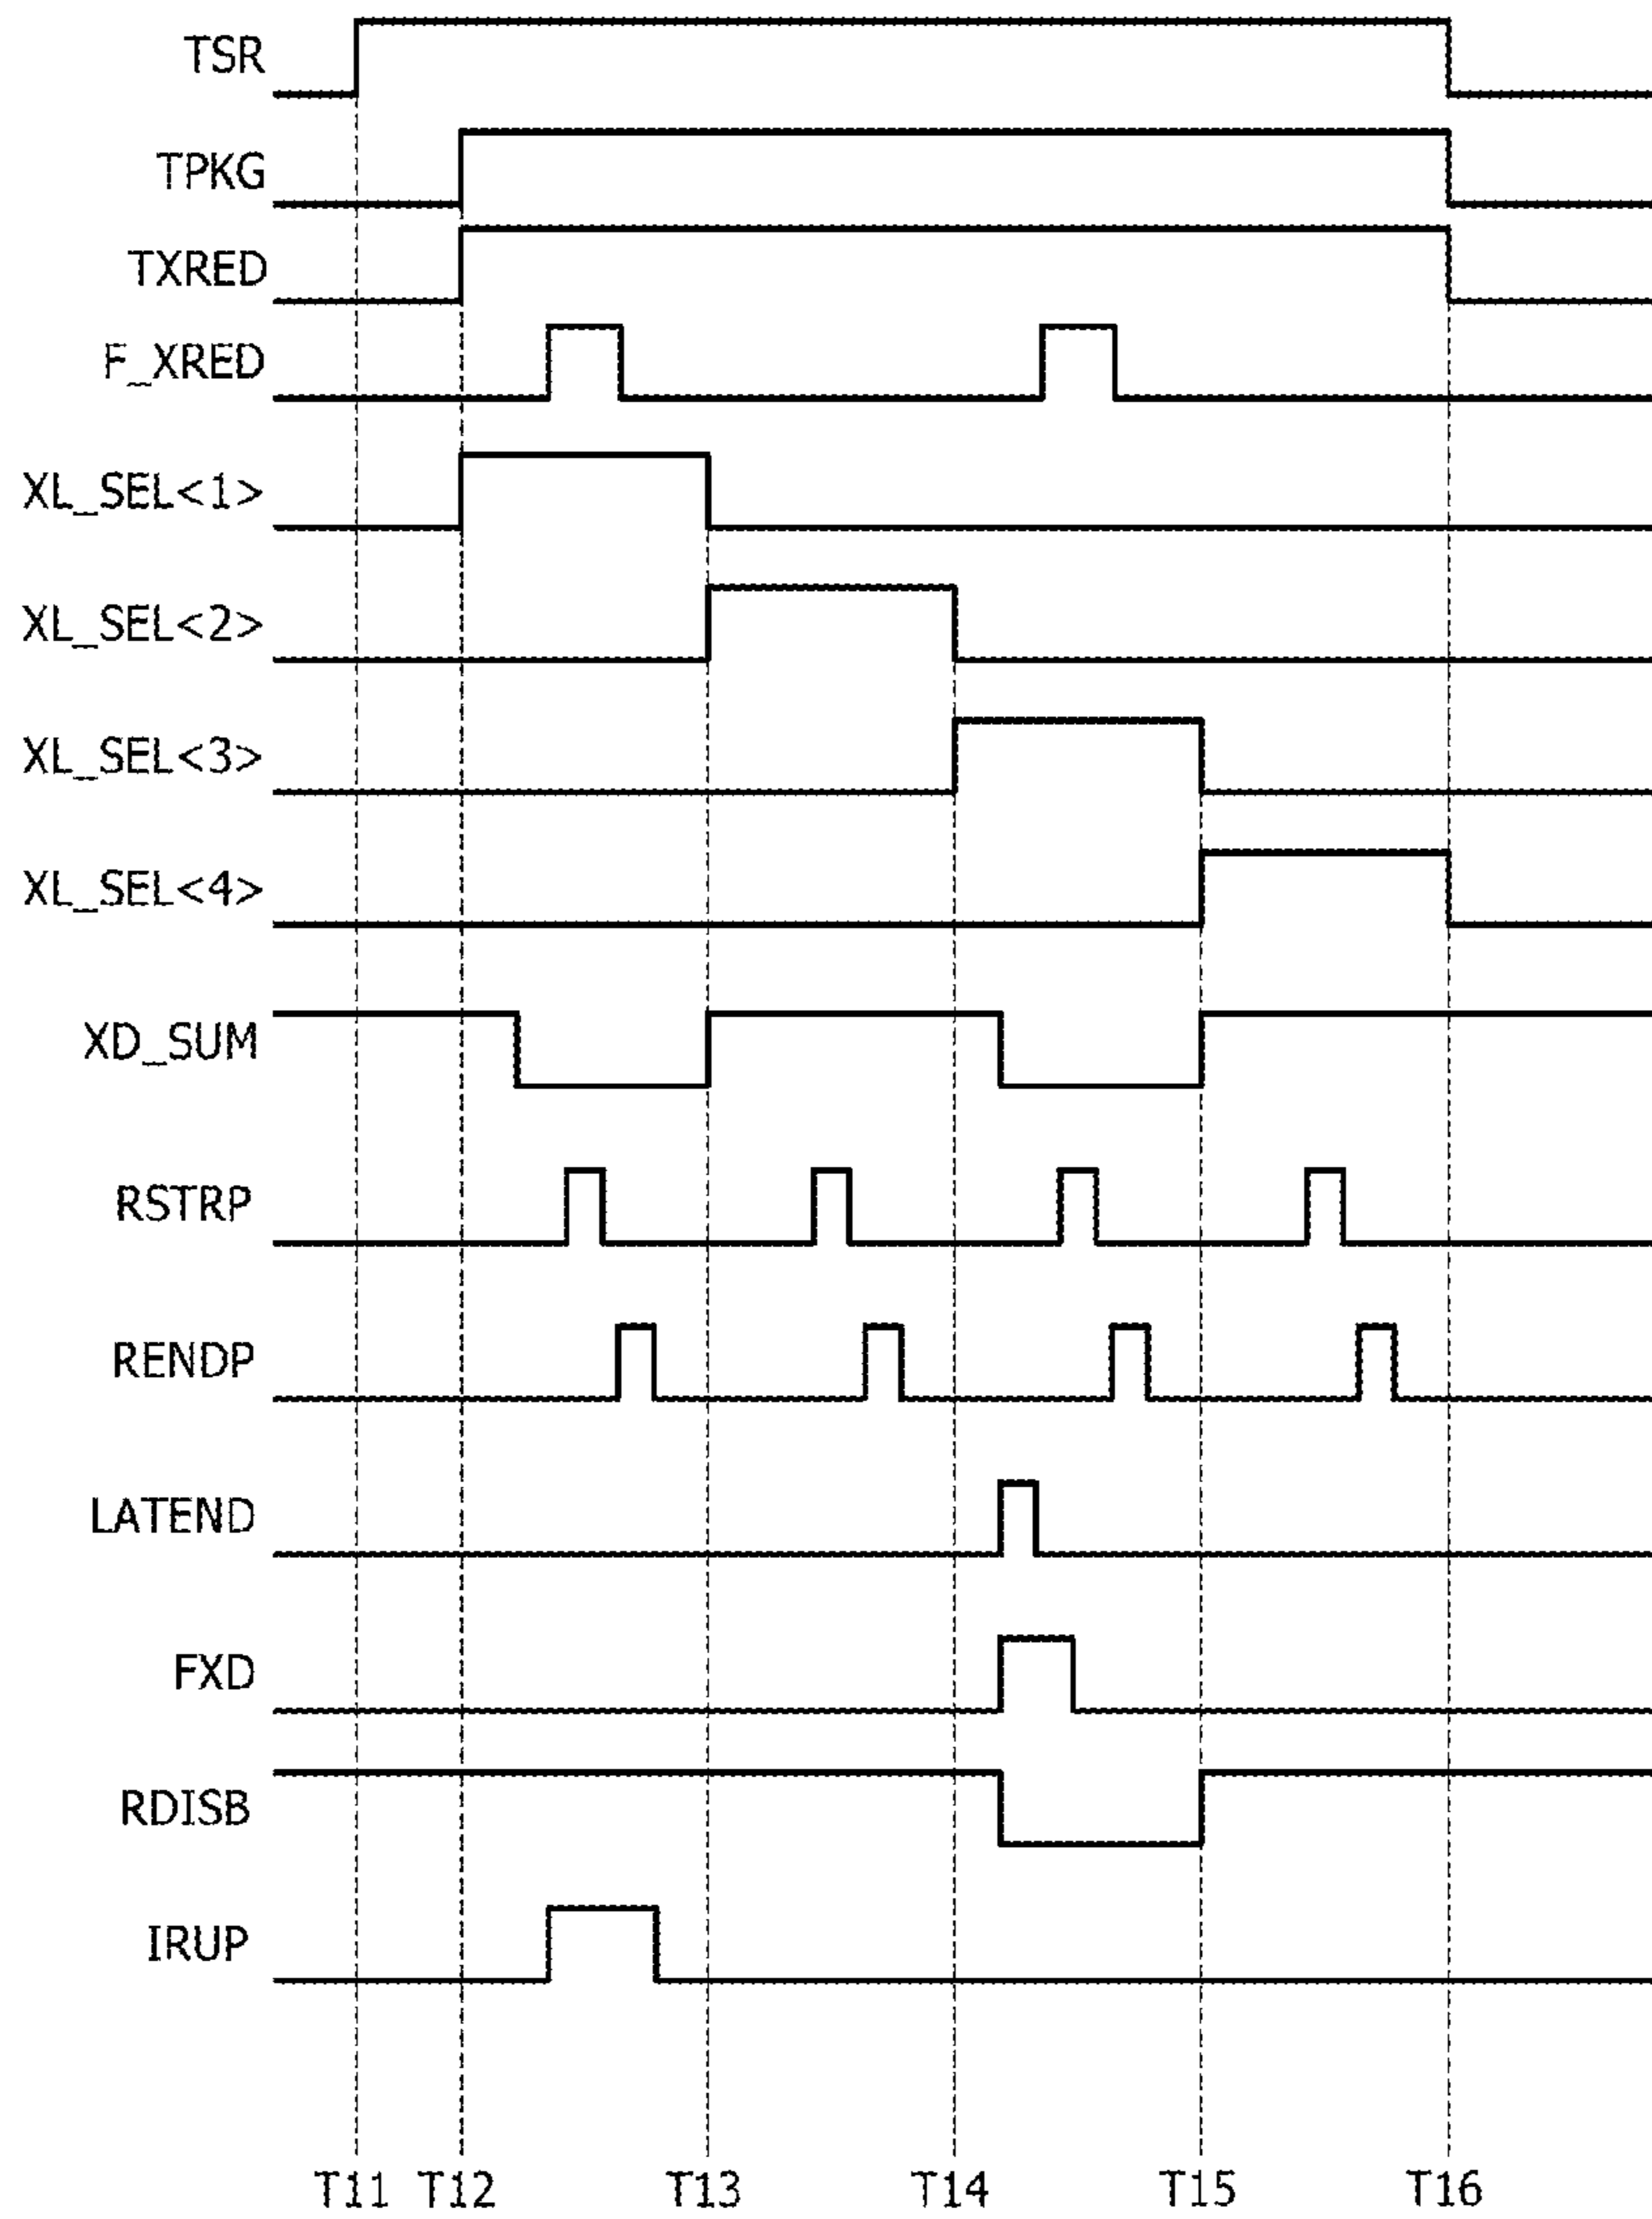 TSR
TPKG
TXRED
F_XRED
XL_SEL<1>
XL_SEL<2>
XL_SEL<3>
XL_SEL<4>
XD_SUM
RSTRP
RENDP
LATEND
FXD
RDISB
IRUP
T11 T12 T13 T14 T15 T16